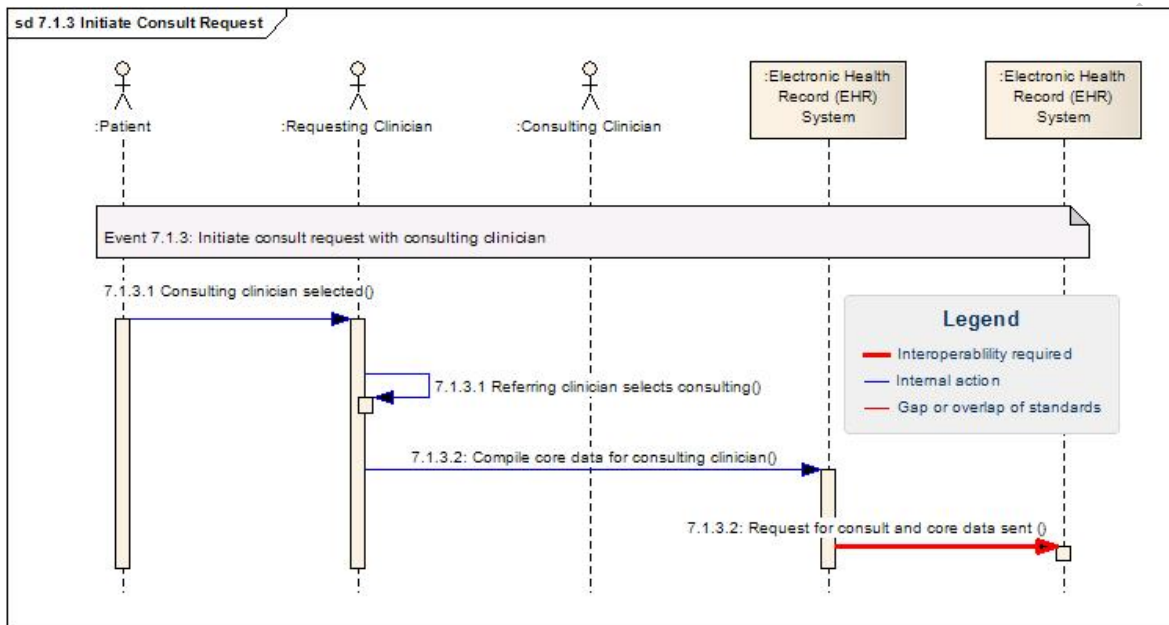 sd 7.1.3 Initiate Consult Request
:Patient
:Requesting Clinician
:Consulting Clinician
:Electronic Health
Record (EHR)
System
:Electronic Health
Record (EHR)
System
Event 7.1.3: Initiate consult request with consulting clinician
7.1.3.1 Consulting clinician selected()
7.1.3.1 Referring clinician selects consulting()
7.1.3.2: Compile core data for consulting clinician()
7.1.3.2: Request for consult and core data sent ()
Legend
Interoperablility required
Internal action
Gap or overlap of standards